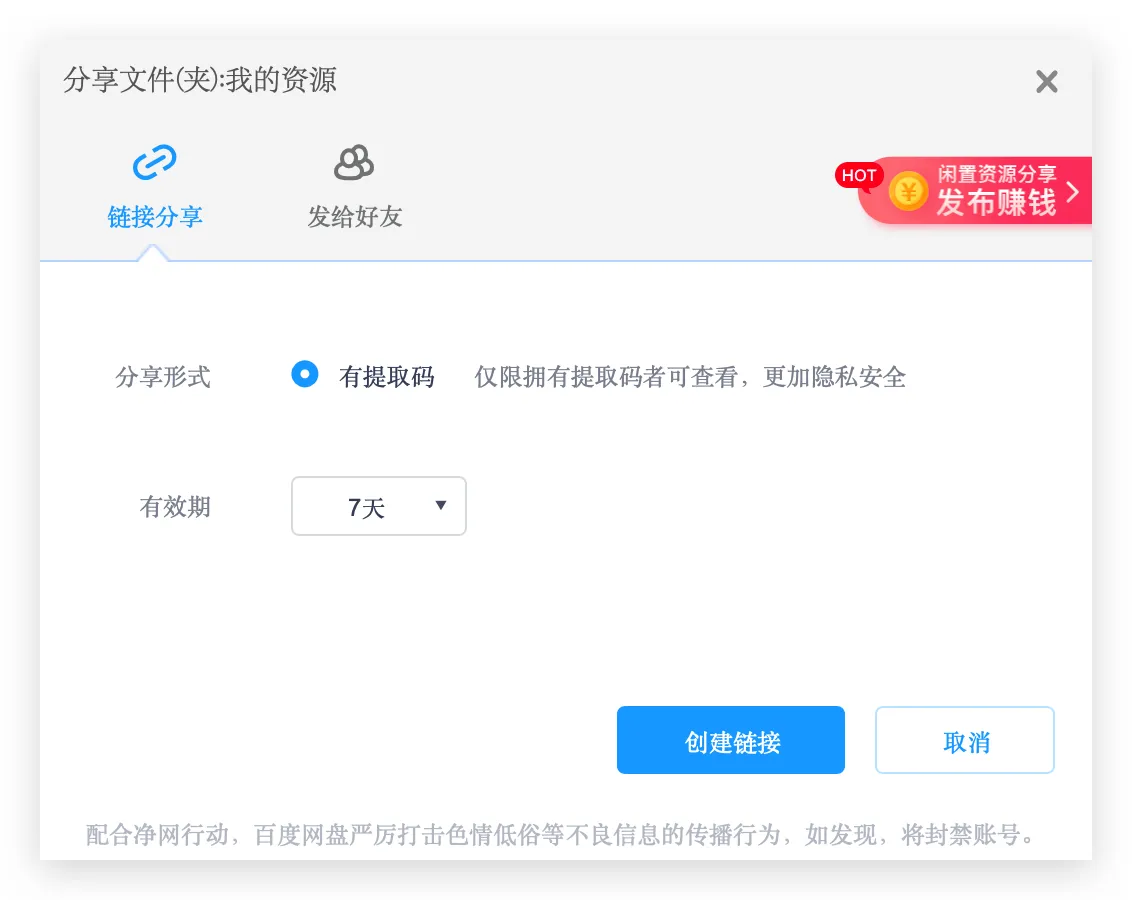 分享文件(夹):我的资源
链接分享
发给好友
HOT
闲置资源分享
发布赚钱
分享形式
有提取码
仅限拥有提取码者可查看，更加隐私安全
有效期
7天
创建链接
取消
配合净网行动，百度网盘严厉打击色情低俗等不良信息的传播行为，如发现，将封禁账号。